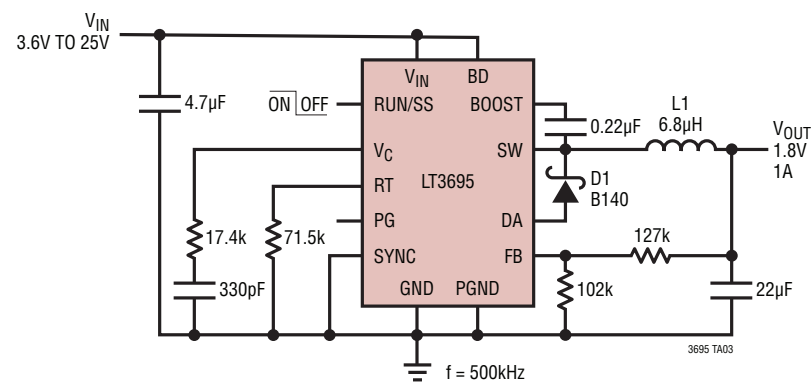 VIN
3.6V TO 25V
VIN
BD
4.7µF
ON OFF
RUN/SS
BOOST
0.22µF
L1
6.8µH
VOUT
1.8V
1A
VC
SW
LT3695
RT
D1
B140
PG
DA
17.4k
71.5k
SYNC
FB
127k
330pF
GND
PGND
102k
22µF
3695 TA03
f = 500kHz